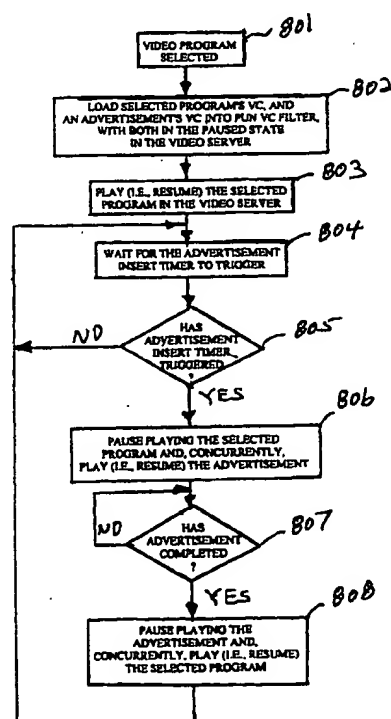 801
VIDEO PROGRAM
SELECTED
802
LOAD SELECTED PROGRAM'S VC, AND
AN ADVERTISEMENT'S VC INTO PUN VC FILTER,
WITH BOTH IN THE PAUSED STATE
IN THE VIDEO SERVER
803
PLAY (I.E., RESUME) THE SELECTED
PROGRAM IN THE VIDEO SERVER
804
WAIT FOR THE ADVERTISEMENT
INSERT TIMER TO TRIGGER
805
NO
HAS
ADVERTISEMENT
INSERT TIMER
TRIGGERED
?
YES
806
PAUSE PLAYING THE SELECTED
PROGRAM AND, CONCURRENTLY,
PLAY (I.E., RESUME) THE ADVERTISEMENT
807
NO
HAS
ADVERTISEMENT
COMPLETED
?
YES
808
PAUSE PLAYING THE
ADVERTISEMENT AND,
CONCURRENTLY, PLAY (I.E., RESUME)
THE SELECTED PROGRAM